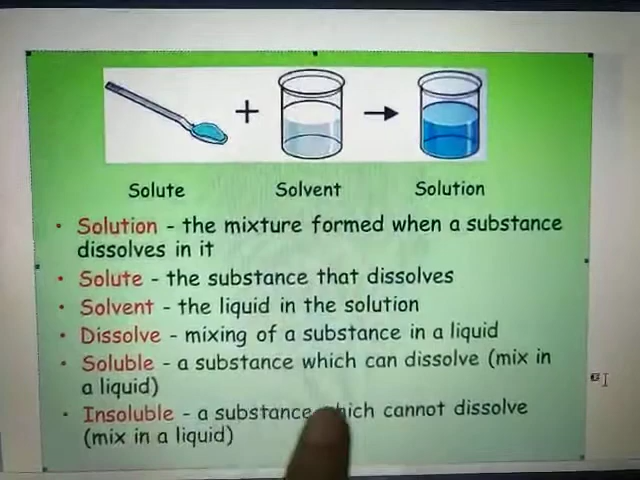 Solute Solvent Solution
• Solution - the mixture formed when a substance
dissolves in it
• Solute - the substance that dissolves
• Solvent - the liquid in the solution
• Dissolve - mixing of a substance in a liquid
• Soluble - a substance which can dissolve (mix in
a liquid)
• Insoluble - a substance which cannot dissolve
(mix in a liquid)